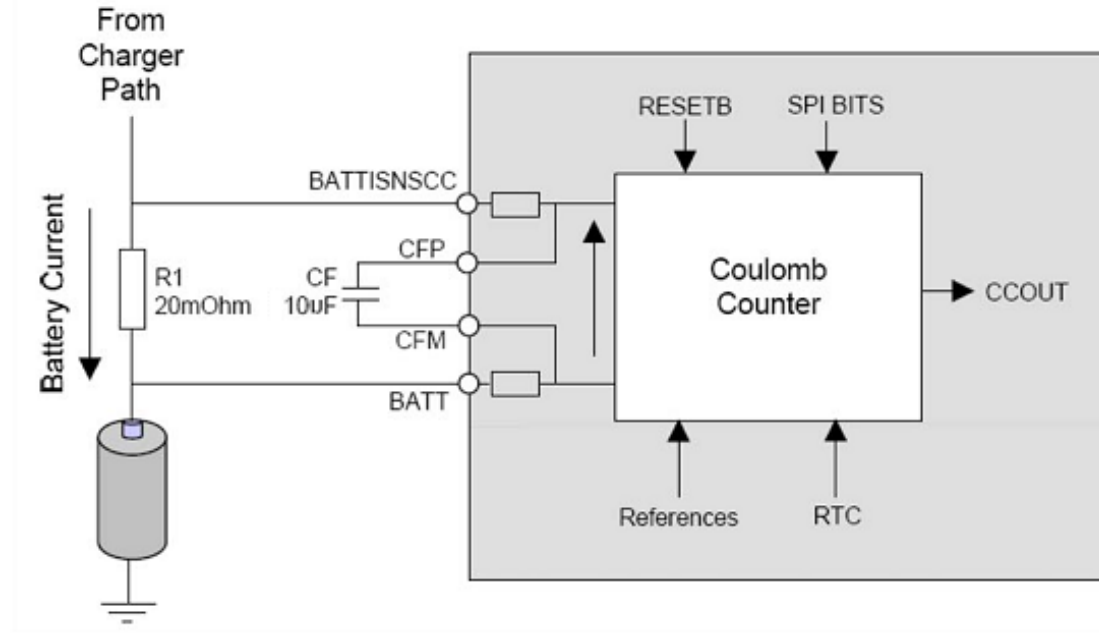 From
Charger
Path
RESETB
SPI BITS
BATTISNSCC
Battery Current
CFP
R1
20mOhm
CF
10υF
Coulomb
Counter
CCOUT
CFM
BATT
References
RTC